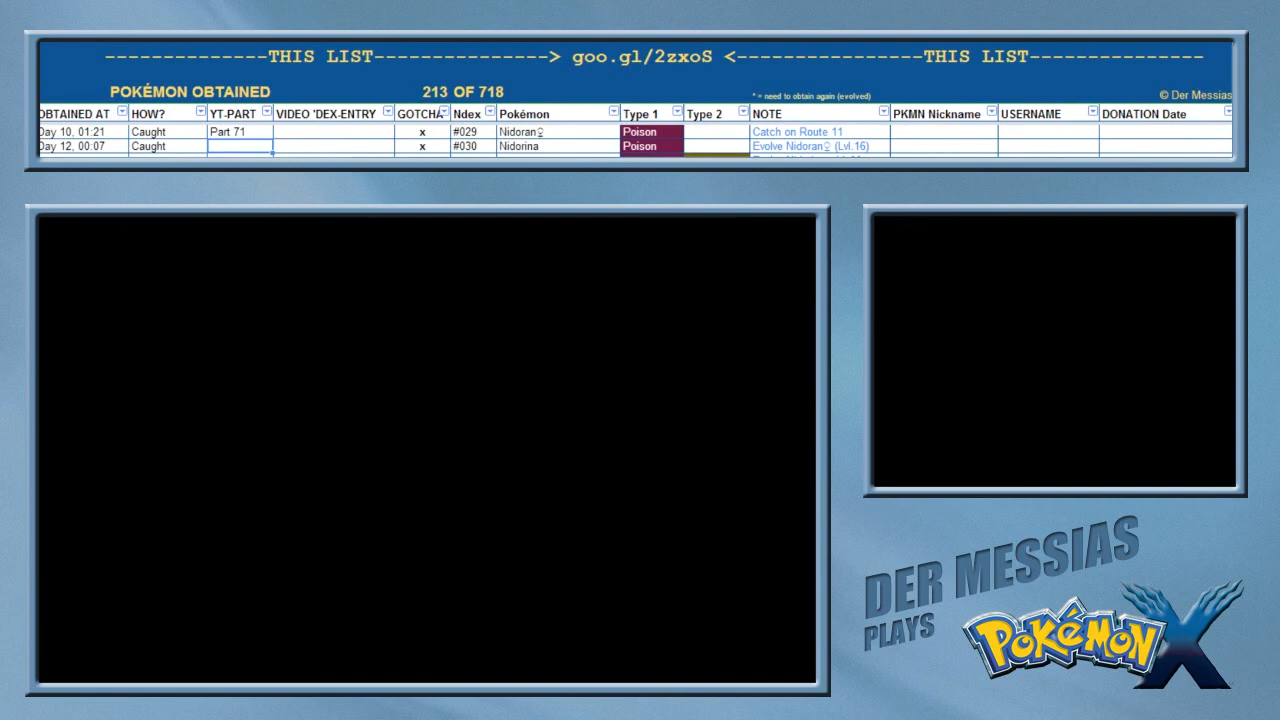 ---------------THIS LIST----------------> goo.gl/2zxoS <-----------------THIS LIST----------------
POKÉMON OBTAINED 213 OF 718 * = need to obtain again (evolved) © Der Messias
OBTAINED AT HOW? YT-PART VIDEO 'DEX-ENTRY GOTCHA Ndex Pokémon Type 1 Type 2 NOTE PKMN Nickname USERNAME DONATION Date
Day 10, 01:21 Caught Part 71 x #029 Nidoran♀ Poison Catch on Route 11
Day 12, 00:07 Caught x #030 Nidorina Poison Evolve Nidoran♀ (Lvl.16)
DER MESSIAS
PLAYS
POKéMON X